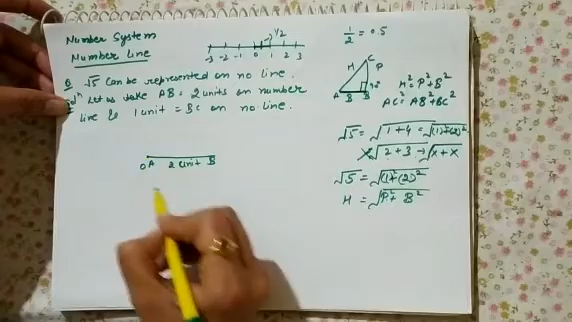 Number System
Number Line
1/2
-3 -2 -1 0 1 2 3
Q. √5 can be represented on no line.
Solⁿ Let us take AB = 2 units on number
line & 1 unit = BC on no line.
0 A 2 unit B
1/2 = 0.5
C
H P
A B B
H² = P² + B²
AC² = AB² + BC²
√5 = √1+4 = √(1)²+(2)²
× √2+3 → √x+x
√5 = √(1)²+(2)²
H = √P² + B²